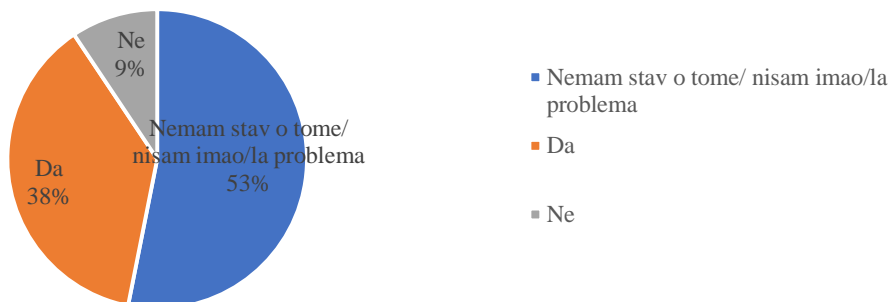 Ne
9%
Nemam stav o tome/
nisam imao/la problema
53%
Da
38%
Nemam stav o tome/ nisam imao/la
problema
Da
Ne